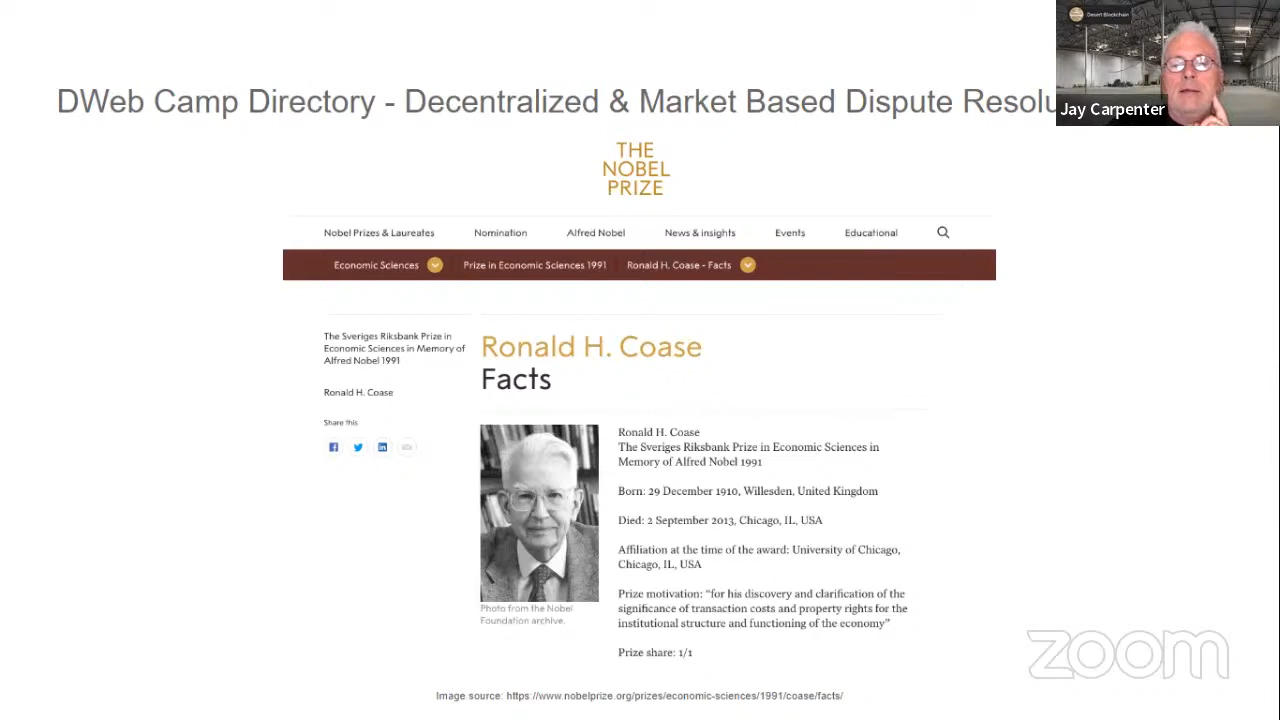 Desert Blockchain
Jay Carpenter
DWeb Camp Directory - Decentralized & Market Based Dispute Resolu
THE
NOBEL
PRIZE
Nobel Prizes & Laureates Nomination Alfred Nobel News & insights Events Educational
Economic Sciences Prize in Economic Sciences 1991 Ronald H. Coase - Facts
The Sveriges Riksbank Prize in
Economic Sciences in Memory of
Alfred Nobel 1991
Ronald H. Coase
Share this
Ronald H. Coase
Facts
Photo from the Nobel
Foundation archive.
Ronald H. Coase
The Sveriges Riksbank Prize in Economic Sciences in
Memory of Alfred Nobel 1991
Born: 29 December 1910, Willesden, United Kingdom
Died: 2 September 2013, Chicago, IL, USA
Affiliation at the time of the award: University of Chicago,
Chicago, IL, USA
Prize motivation: “for his discovery and clarification of the
significance of transaction costs and property rights for the
institutional structure and functioning of the economy”
Prize share: 1/1
zoom
Image source: https://www.nobelprize.org/prizes/economic-sciences/1991/coase/facts/